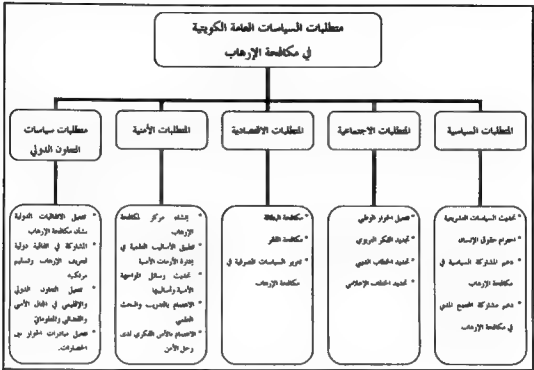 متطلبات السياسات العامة الكويتية
في مكافحة الإرهاب
المتطلبات السياسية
المتطلبات الاجتماعية
المتطلبات الاقتصادية
المتطلبات الأمنية
متطلبات سياسات
التعاون الدولي
* تحديث السياسات التشريعية
* احترام حقوق الإنسان
* دعم المشاركة السياسية في
مكافحة الإرهاب
* دعم مشاركة المجتمع المدني
في مكافحة الإرهاب
* تفعيل الحوار الوطني
* تجديد الفكر التربوي
* تجديد الخطاب الديني
* تجديد الخطاب الإعلامي
* مكافحة البطالة
* مكافحة الفقر
* السياسات في
مكافحة الإرهاب
* إنشاء مركز لمكافحة
الإرهاب
* تطبيق الأساليب العلمية في
إدارة الأزمات الأمنية
* تحديث وسائل المواجهة
الأمنية وأساليبها
* الاهتمام بالتدريب والبحث
العلمي
* الاهتمام بالأمن الفكري لدى
رجل الأمن
* تفعيل الاتفاقيات الدولية
بشأن مكافحة الإرهاب
* المشاركة في اتفاقية دولية
لتعريف الإرهاب وتسليم
مرتكبيه
* تفعيل التعاون الدولي
والإقليمي في المجال الأمني
والقضائي والمعلوماتي
* تفعيل مبادرات الحوار بين
الحضارات.